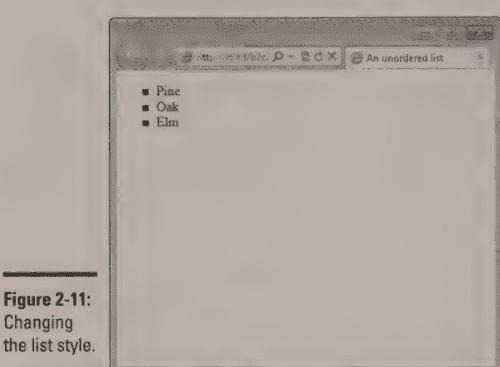 An unordered list
Pine
Oak
Elm
Figure 2-11:
Changing
the list style.